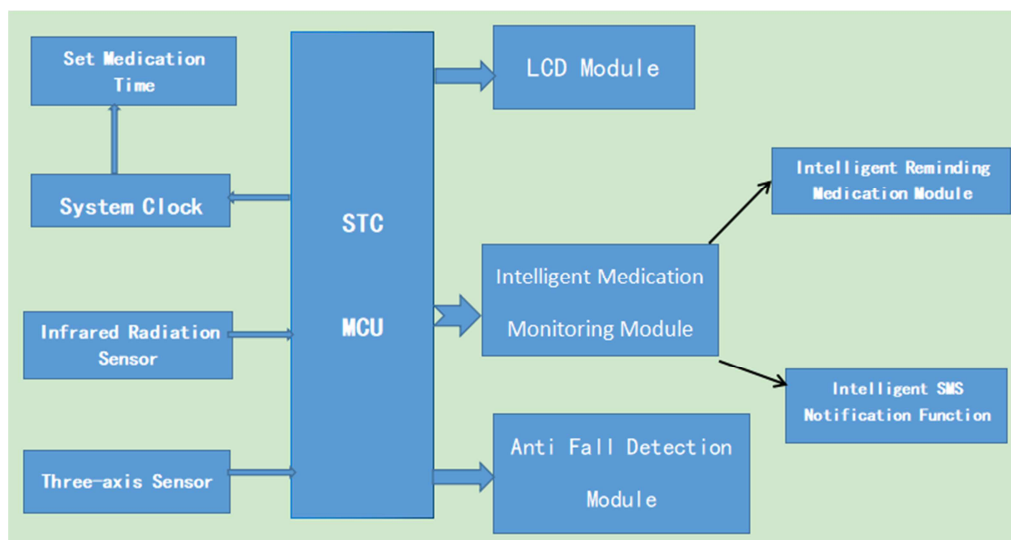 Set Medication
Time
System Clock
Infrared Radiation
Sensor
Three-axis Sensor
STC
MCU
LCD Module
Intelligent Medication
Monitoring Module
Anti Fall Detection
Module
Intelligent Reminding
Medication Module
Intelligent SMS
Notification Function